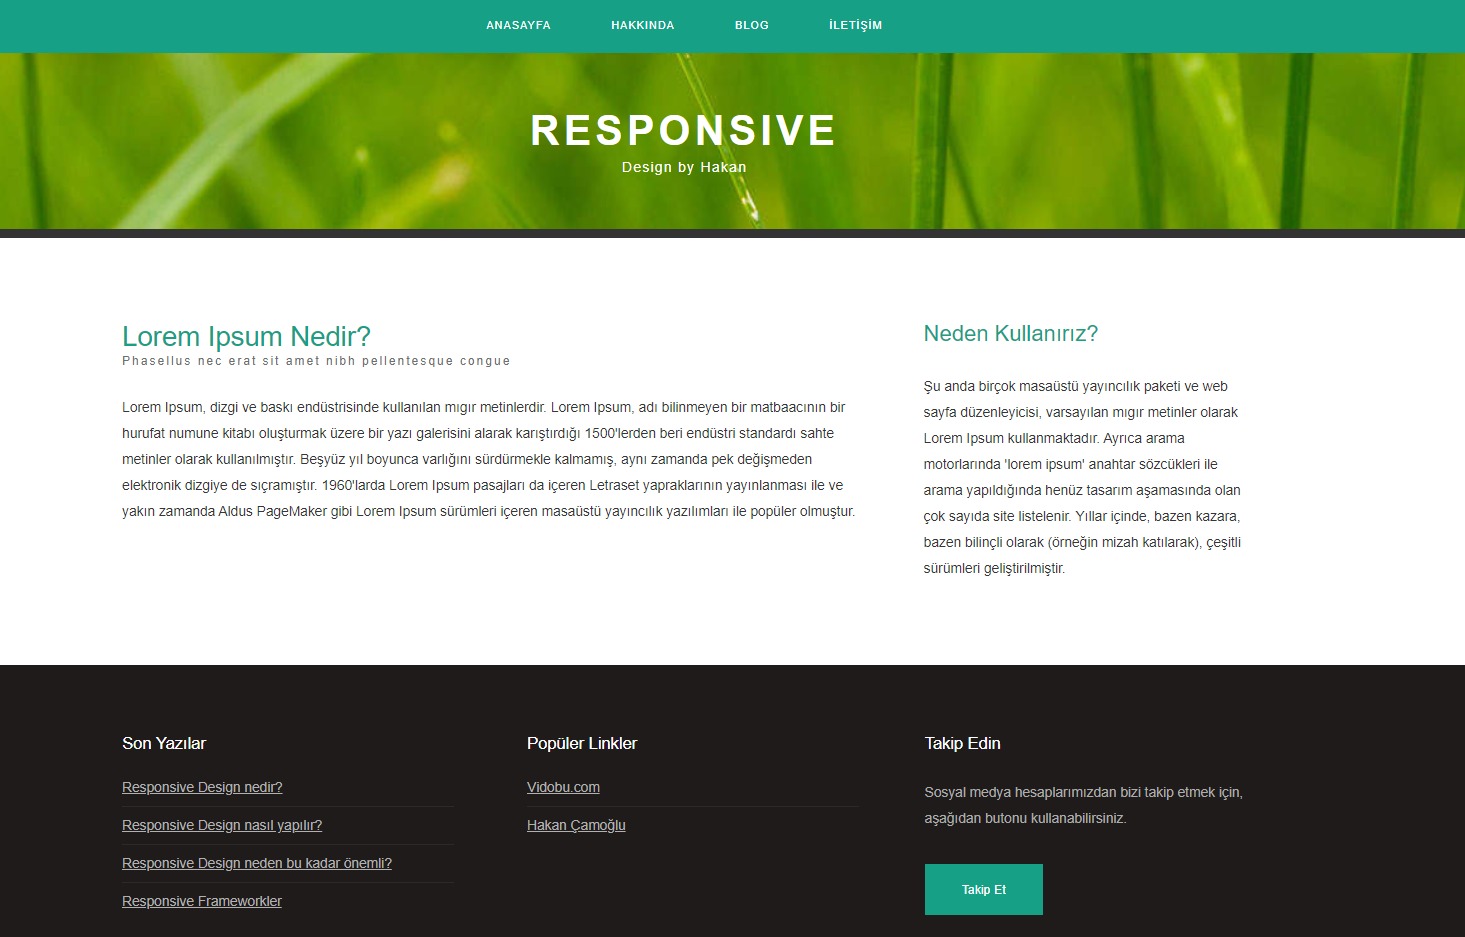 ANASAYFA HAKKINDA BLOG İLETİŞİM
RESPONSIVE
Design by Hakan
Lorem Ipsum Nedir?
Phasellus nec erat sit amet nibh pellentesque congue
Lorem Ipsum, dizgi ve baskı endüstrisinde kullanılan mıgır metinlerdir. Lorem Ipsum, adı bilinmeyen bir matbaacının bir
hurufat numune kitabı oluşturmak üzere bir yazı galerisini alarak karıştırdığı 1500'lerden beri endüstri standardı sahte
metinler olarak kullanılmıştır. Beşyüz yıl boyunca varlığını sürdürmekle kalmamış, aynı zamanda pek değişmeden
elektronik dizgiye de sıçramıştır. 1960'larda Lorem Ipsum pasajları da içeren Letraset yapraklarının yayınlanması ile ve
yakın zamanda Aldus PageMaker gibi Lorem Ipsum sürümleri içeren masaüstü yayıncılık yazılımları ile popüler olmuştur.
Neden Kullanırız?
Şu anda birçok masaüstü yayıncılık paketi ve web
sayfa düzenleyicisi, varsayılan mıgır metinler olarak
Lorem Ipsum kullanmaktadır. Ayrıca arama
motorlarında 'lorem ipsum' anahtar sözcükleri ile
arama yapıldığında henüz tasarım aşamasında olan
çok sayıda site listelenir. Yıllar içinde, bazen kazara,
bazen bilinçli olarak (örneğin mizah katılarak), çeşitli
sürümleri geliştirilmiştir.
Son Yazılar
Responsive Design nedir?
Responsive Design nasıl yapılır?
Responsive Design neden bu kadar önemli?
Responsive Frameworkler
Popüler Linkler
Vidobu.com
Hakan Çamoğlu
Takip Edin
Sosyal medya hesaplarımızdan bizi takip etmek için,
aşağıdan butonu kullanabilirsiniz.
Takip Et